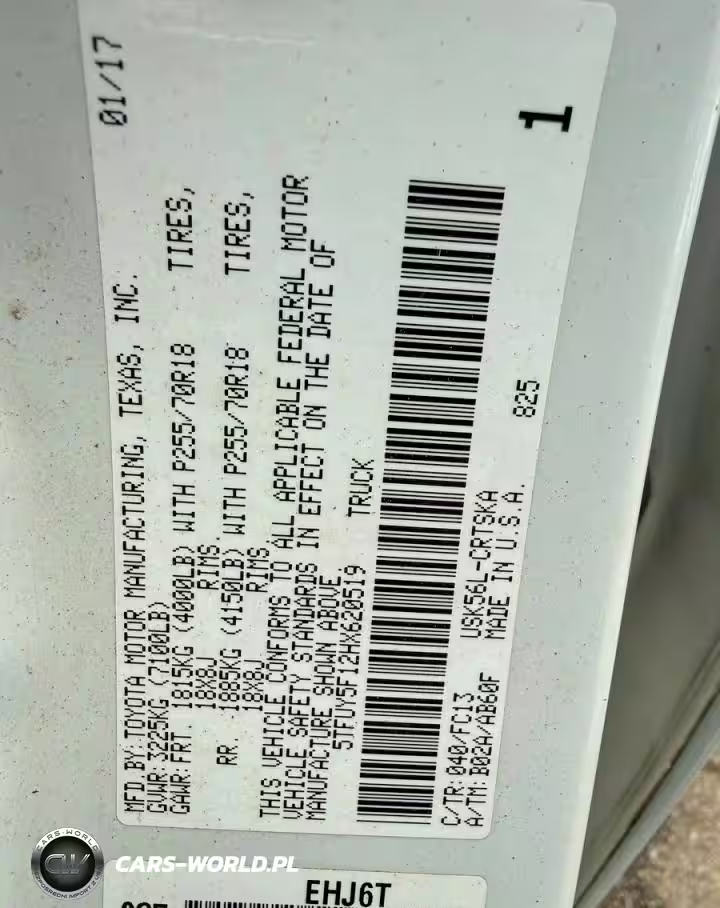 MFD.BY:TOYOTA MOTOR MANUFACTURING, TEXAS, INC. 01/17
GVWR:3225KG (7100LB)
GAWR:FRT. 1815KG (4000LB) WITH P255/70R18 TIRES,
18X8J RIMS.
RR. 1885KG (4150LB) WITH P255/70R18 TIRES,
18X8J RIMS
THIS VEHICLE CONFORMS TO ALL APPLICABLE FEDERAL MOTOR
VEHICLE SAFETY STANDARDS IN EFFECT ON THE DATE OF
MANUFACTURE SHOWN ABOVE.
5TFUY5F12HX620519 TRUCK
1
C/TR:040/FC13 USK56L-CRTSKA 825
A/TM:B02A/AB60F MADE IN U.S.A.
EHJ6T
CARS-WORLD
CW
CARS-WORLD.PL